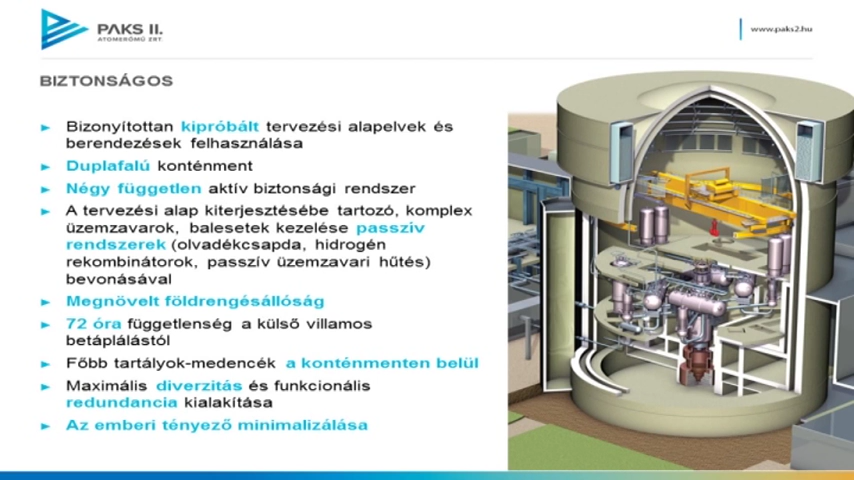 PAKS II.
ATOMERŐMŰ ZRT.
www.paks2.hu
BIZTONSÁGOS
► Bizonyítottan kipróbált tervezési alapelvek és
berendezések felhasználása
► Duplafalú konténment
► Négy független aktív biztonsági rendszer
► A tervezési alap kiterjesztésébe tartozó, komplex
üzemzavarok, balesetek kezelése passzív
rendszerek (olvadékcsapda, hidrogén
rekombinátorok, passzív üzemzavari hűtés)
bevonásával
► Megnövelt földrengésállóság
► 72 óra függetlenség a külső villamos
betáplálástól
► Főbb tartályok-medencék a konténmenten belül
► Maximális diverzitás és funkcionális
redundancia kialakítása
► Az emberi tényező minimalizálása